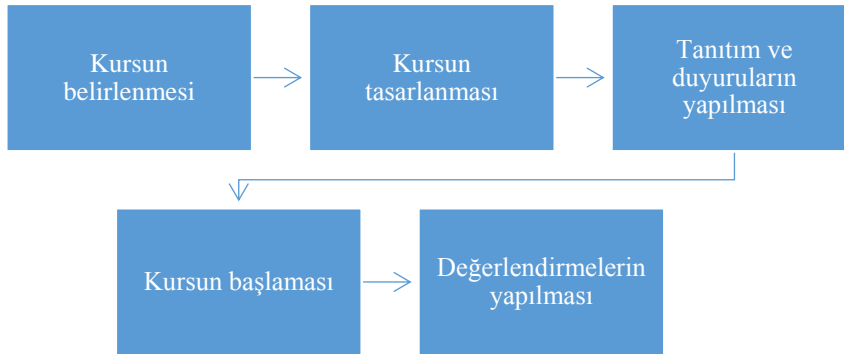 Kursun
belirlenmesi
Kursun
tasarlanması
Tanıtım ve
duyuruların
yapılması
Kursun başlaması
Değerlendirmelerin
yapılması